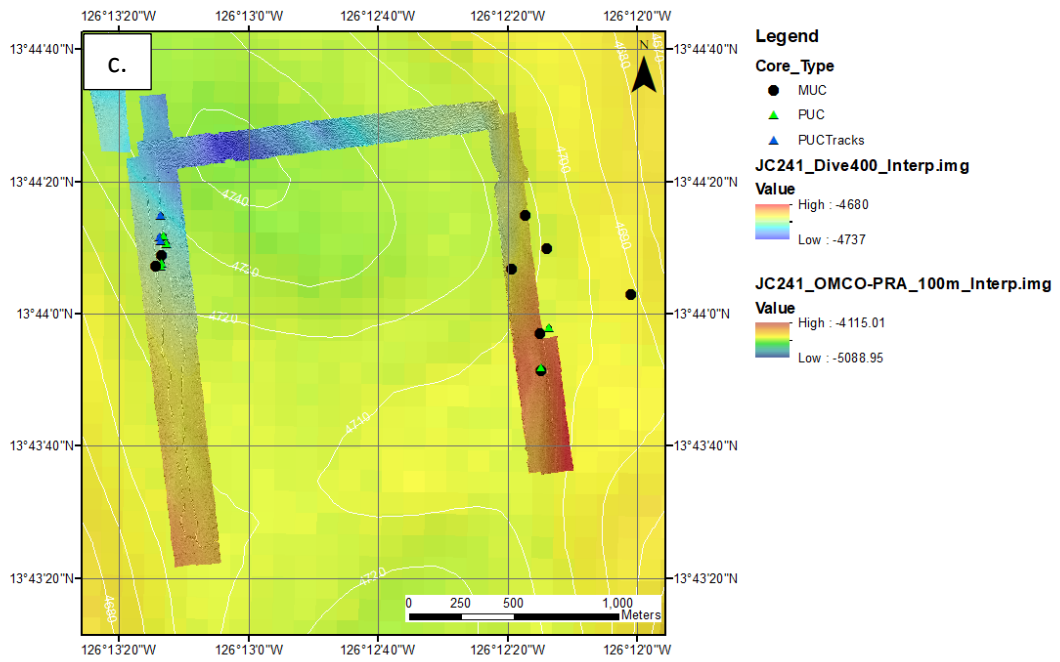 126°13'20"W 126°13'0"W 126°12'40"W 126°12'20"W 126°12'0"W
13°44'40"N 13°44'40"N
c.
N
4680
4670
4700
4690
13°44'20"N 13°44'20"N
4740
4720
13°44'0"N 13°44'0"N
4720
13°43'40"N 13°43'40"N
4710
13°43'20"N 13°43'20"N
4720
4680
0 250 500 1,000
Meters
126°13'20"W 126°13'0"W 126°12'40"W 126°12'20"W 126°12'0"W
Legend
Core_Type
MUC
PUC
PUCTracks
JC241_Dive400_Interp.img
Value
High : -4680
Low : -4737
JC241_OMCO-PRA_100m_Interp.img
Value
High : -4115.01
Low : -5088.95